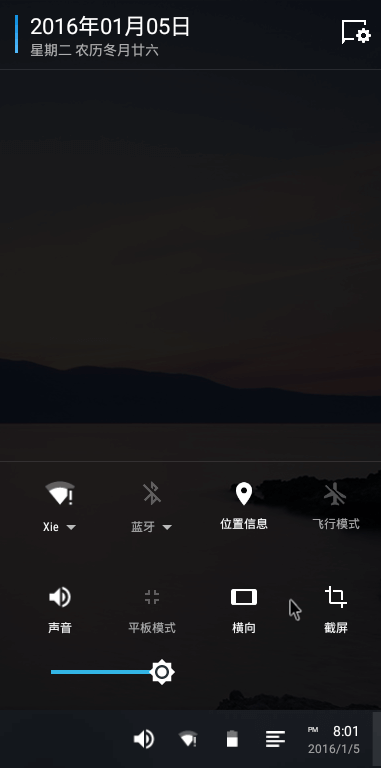 2016年01月05日
星期二 农历冬月廿六
Xie
蓝牙
位置信息
飞行模式
声音
平板模式
横向
截屏
PM 8:01
2016/1/5